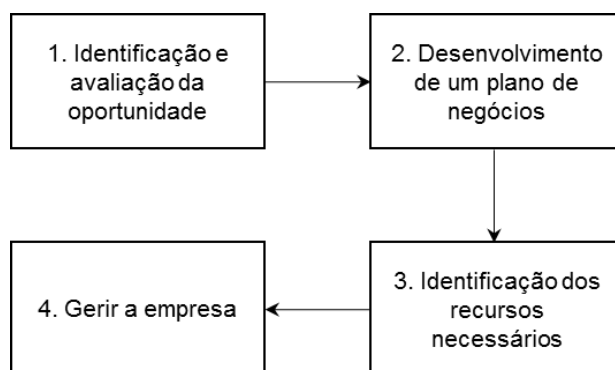 1. Identificação e
avaliação da
oportunidade
2. Desenvolvimento
de um plano de
negócios
3. Identificação dos
recursos
necessários
4. Gerir a empresa